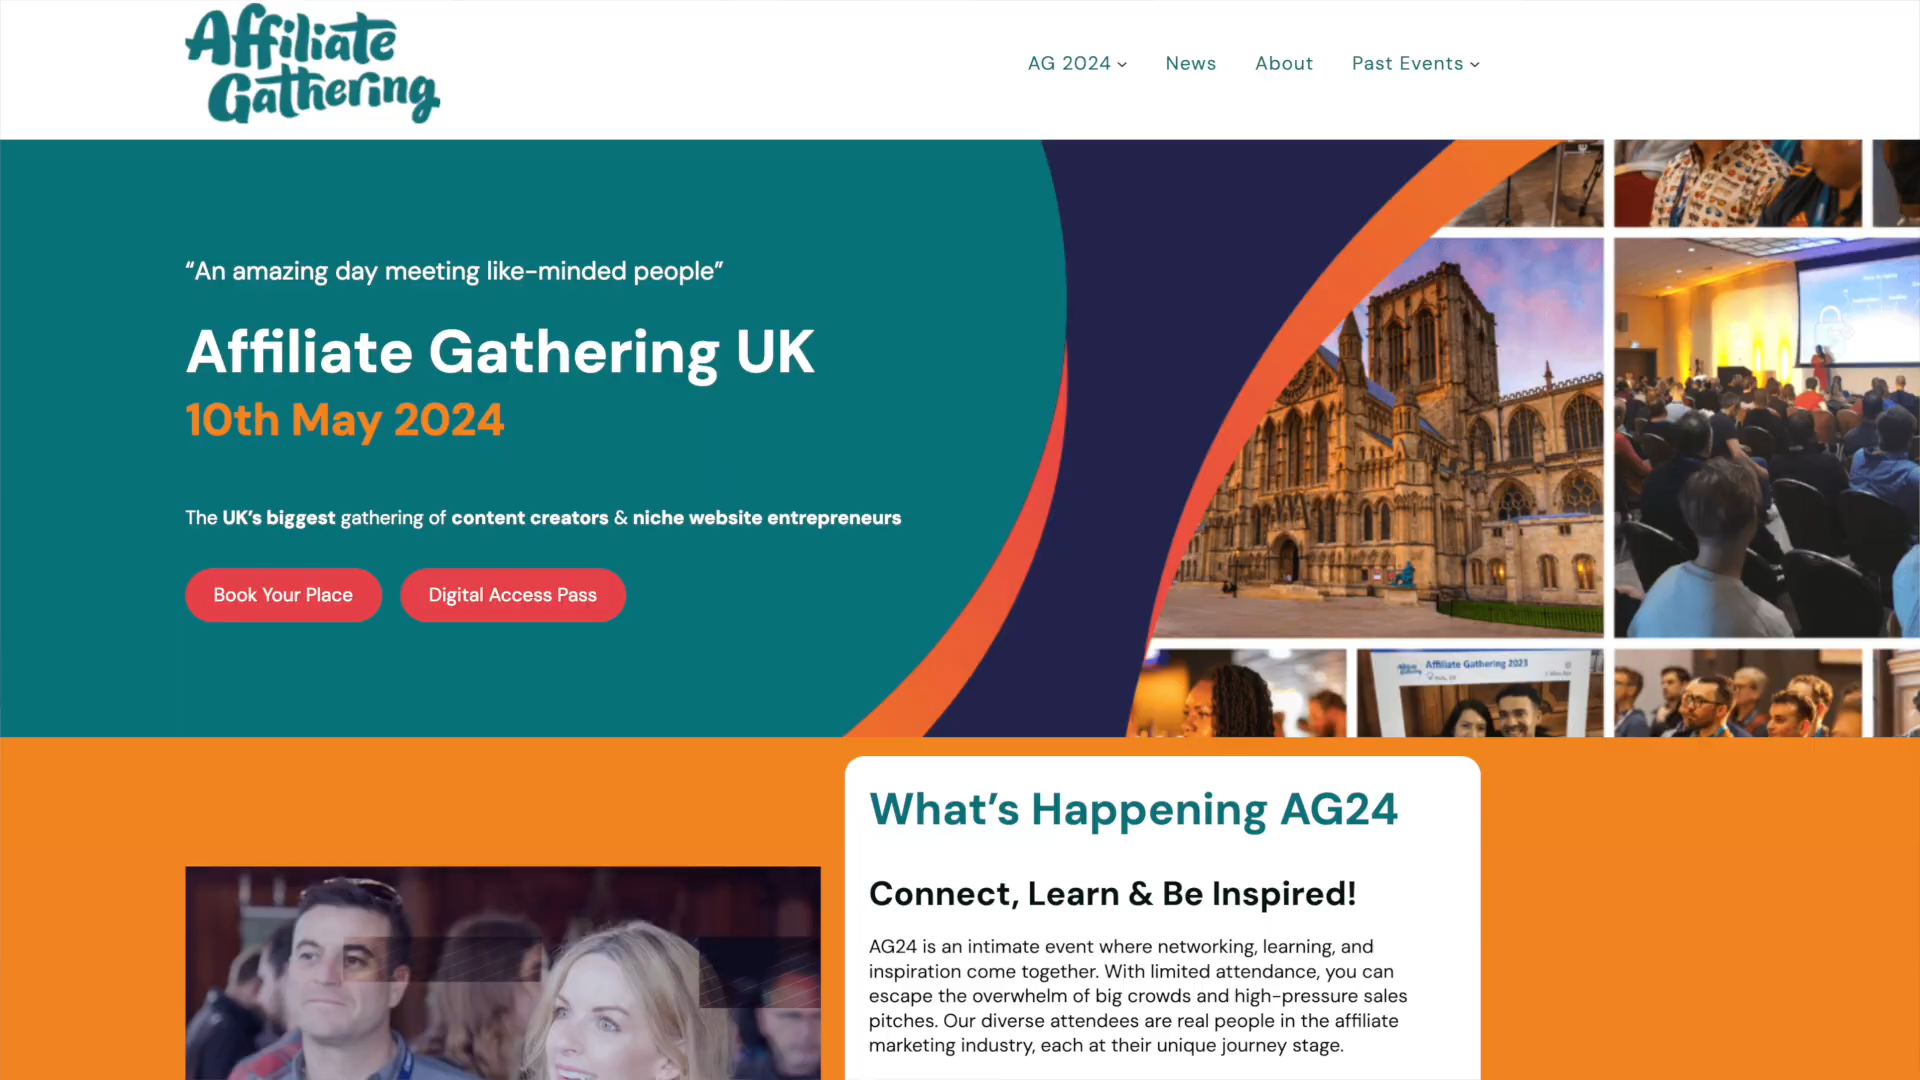 Affiliate
Gathering
AG 2024
News
About
Past Events
“An amazing day meeting like-minded people”
Affiliate Gathering UK
10th May 2024
The UK’s biggest gathering of content creators & niche website entrepreneurs
Book Your Place
Digital Access Pass
Affiliate Gathering
Affiliate Gathering 2023
What’s Happening AG24
Connect, Learn & Be Inspired!
AG24 is an intimate event where networking, learning, and
inspiration come together. With limited attendance, you can
escape the overwhelm of big crowds and high-pressure sales
pitches. Our diverse attendees are real people in the affiliate
marketing industry, each at their unique journey stage.